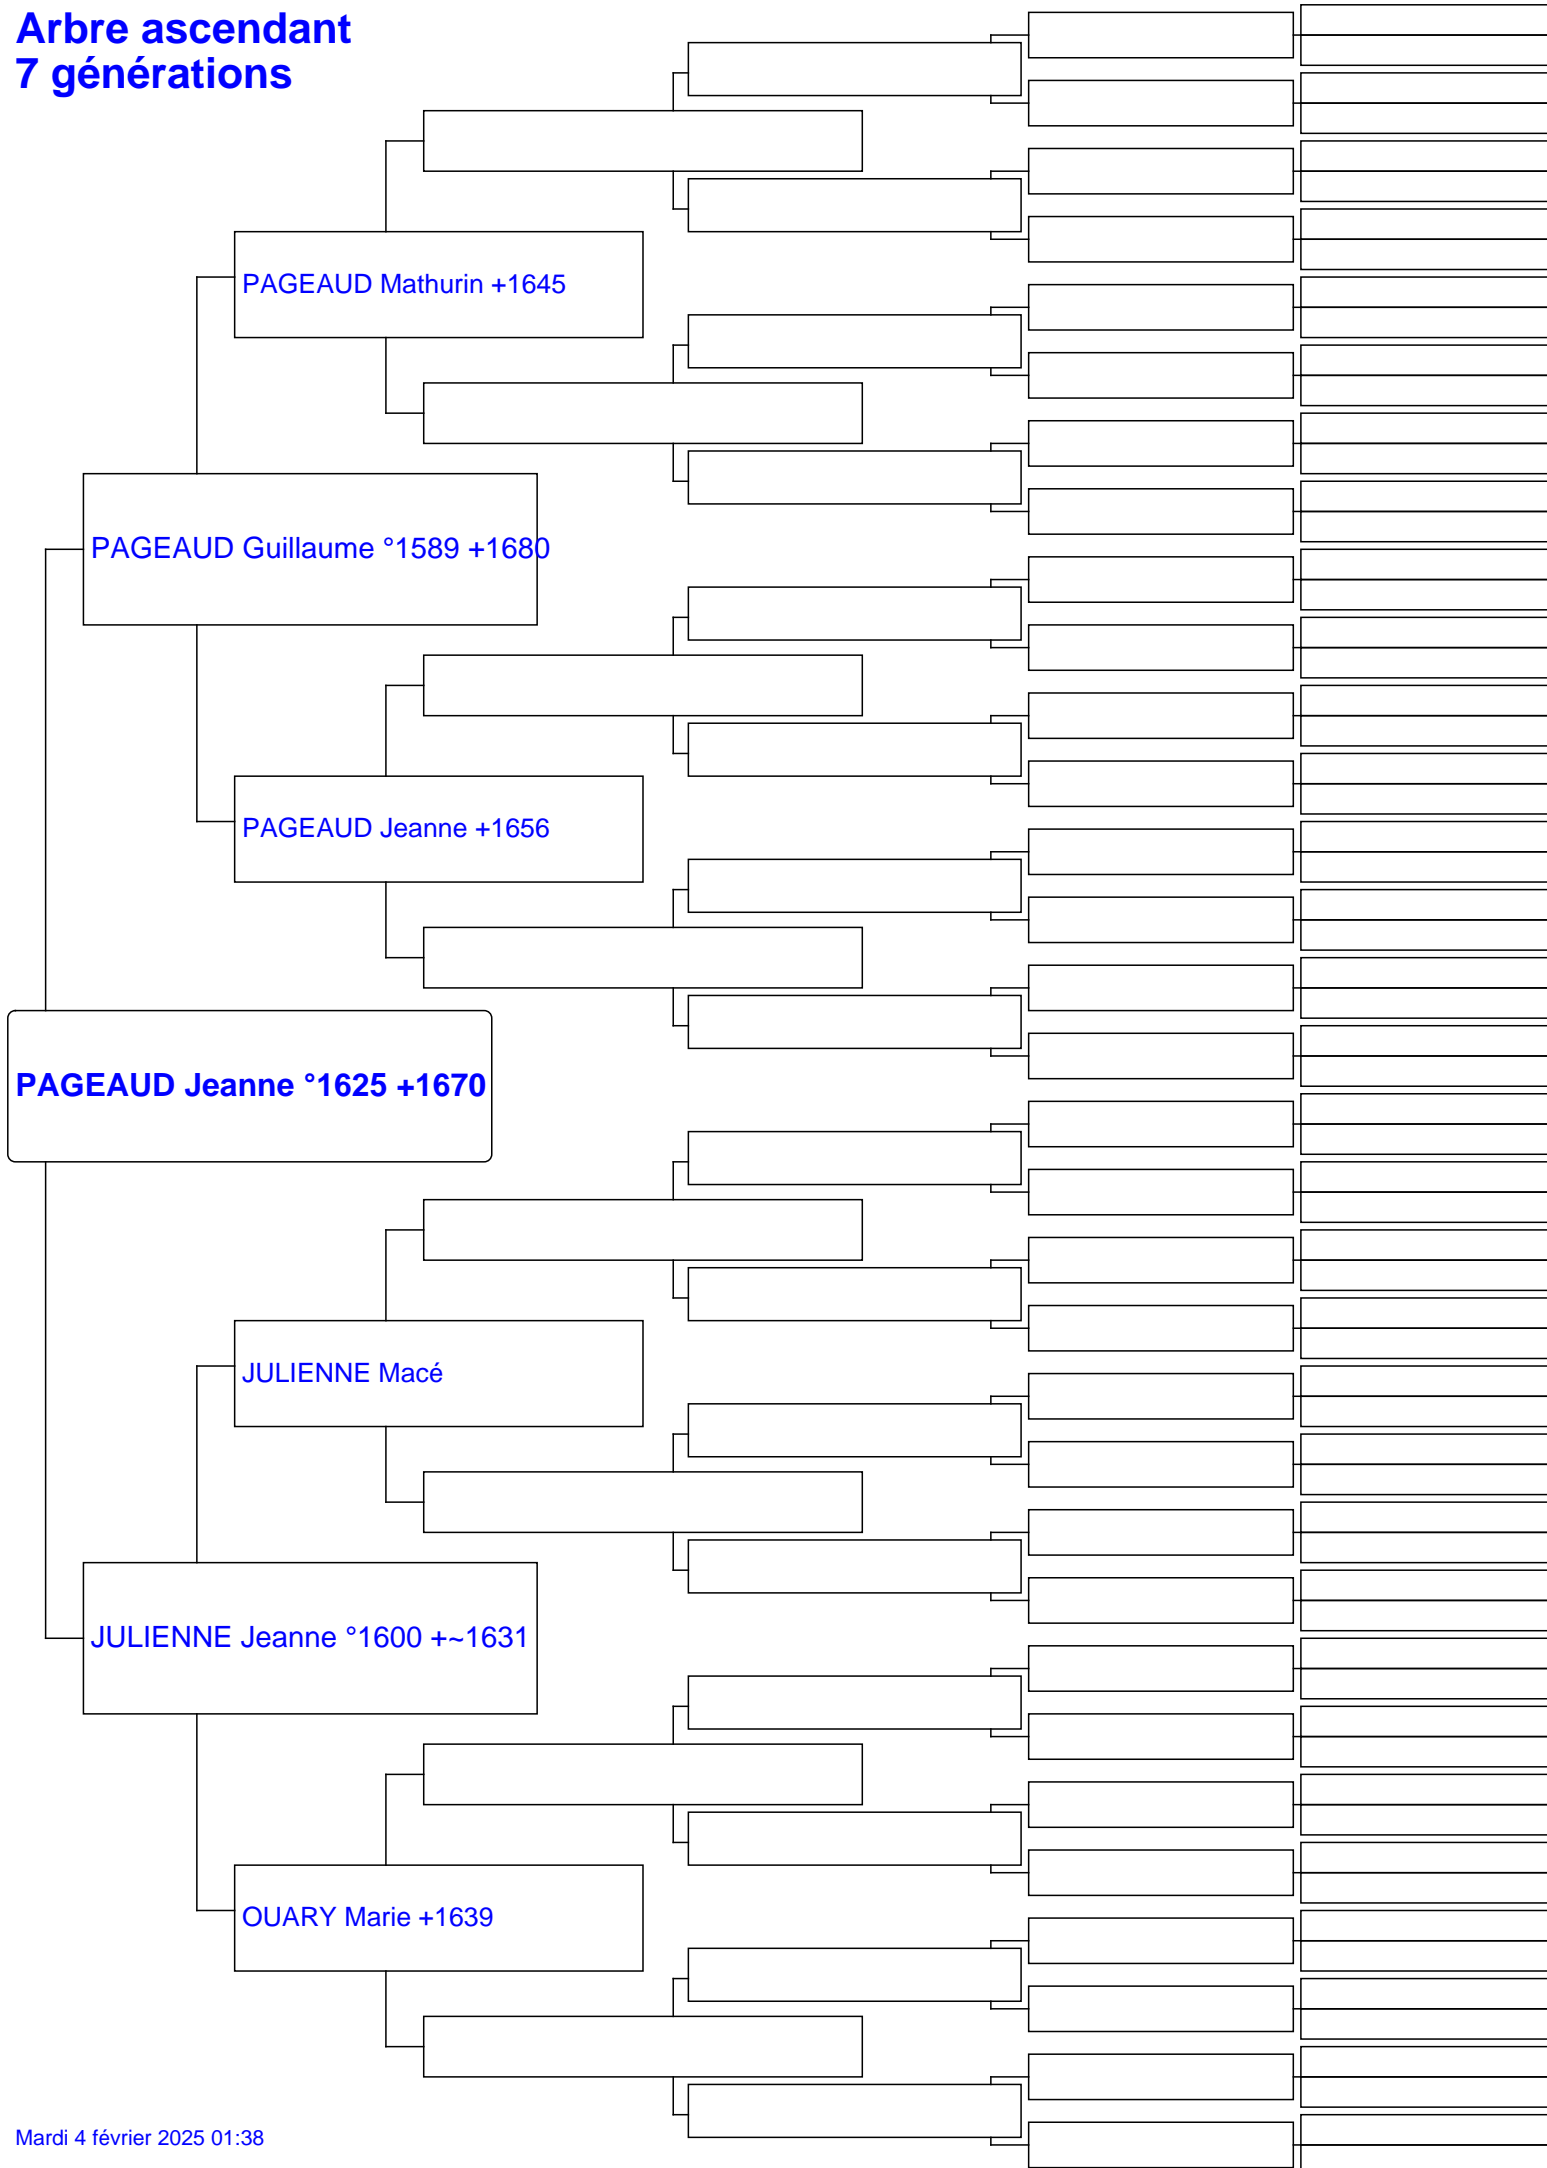 Arbre ascendant
7 générations
PAGEAUD Mathurin +1645
PAGEAUD Guillaume °1589 +1680
PAGEAUD Jeanne +1656
PAGEAUD Jeanne °1625 +1670
JULIENNE Macé
JULIENNE Jeanne °1600 +~1631
OUARY Marie +1639
Mardi 4 février 2025 01:38